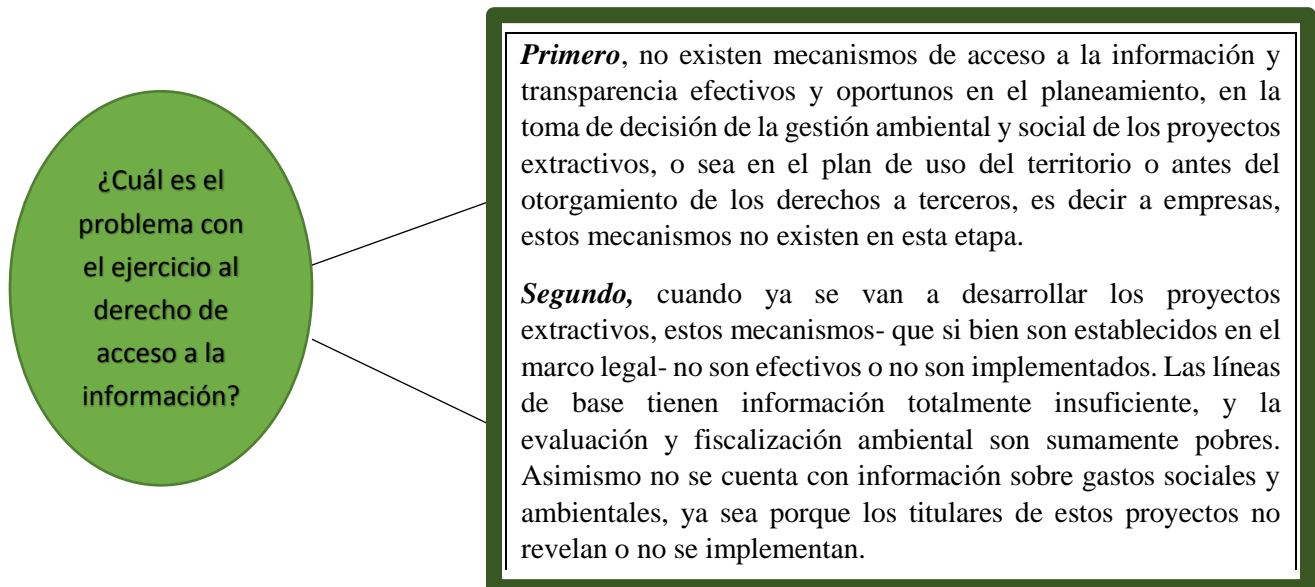 ¿Cuál es el
problema con
el ejercicio al
derecho de
acceso a la
información?
Primero, no existen mecanismos de acceso a la información y
transparencia efectivos y oportunos en el planeamiento, en la
toma de decisión de la gestión ambiental y social de los proyectos
extractivos, o sea en el plan de uso del territorio o antes del
otorgamiento de los derechos a terceros, es decir a empresas,
estos mecanismos no existen en esta etapa.
Segundo, cuando ya se van a desarrollar los proyectos
extractivos, estos mecanismos- que si bien son establecidos en el
marco legal- no son efectivos o no son implementados. Las líneas
de base tienen información totalmente insuficiente, y la
evaluación y fiscalización ambiental son sumamente pobres.
Asimismo no se cuenta con información sobre gastos sociales y
ambientales, ya sea porque los titulares de estos proyectos no
revelan o no se implementan.